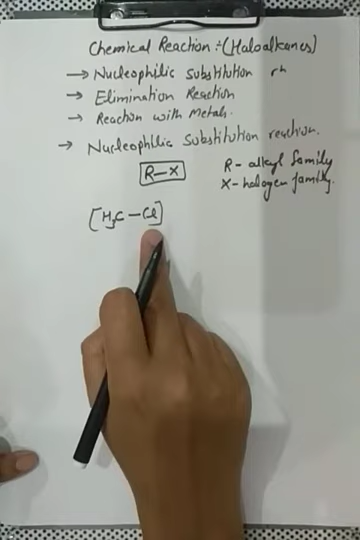 Chemical Reaction :- (Haloalkanes)
→ Nucleophilic substitution rn
→ Elimination Reaction
→ Reaction with Metals.
→ Nucleophilic Substitution reaction.
R-X
R - alkyl family
X - halogen family.
[H₃C - Cl]